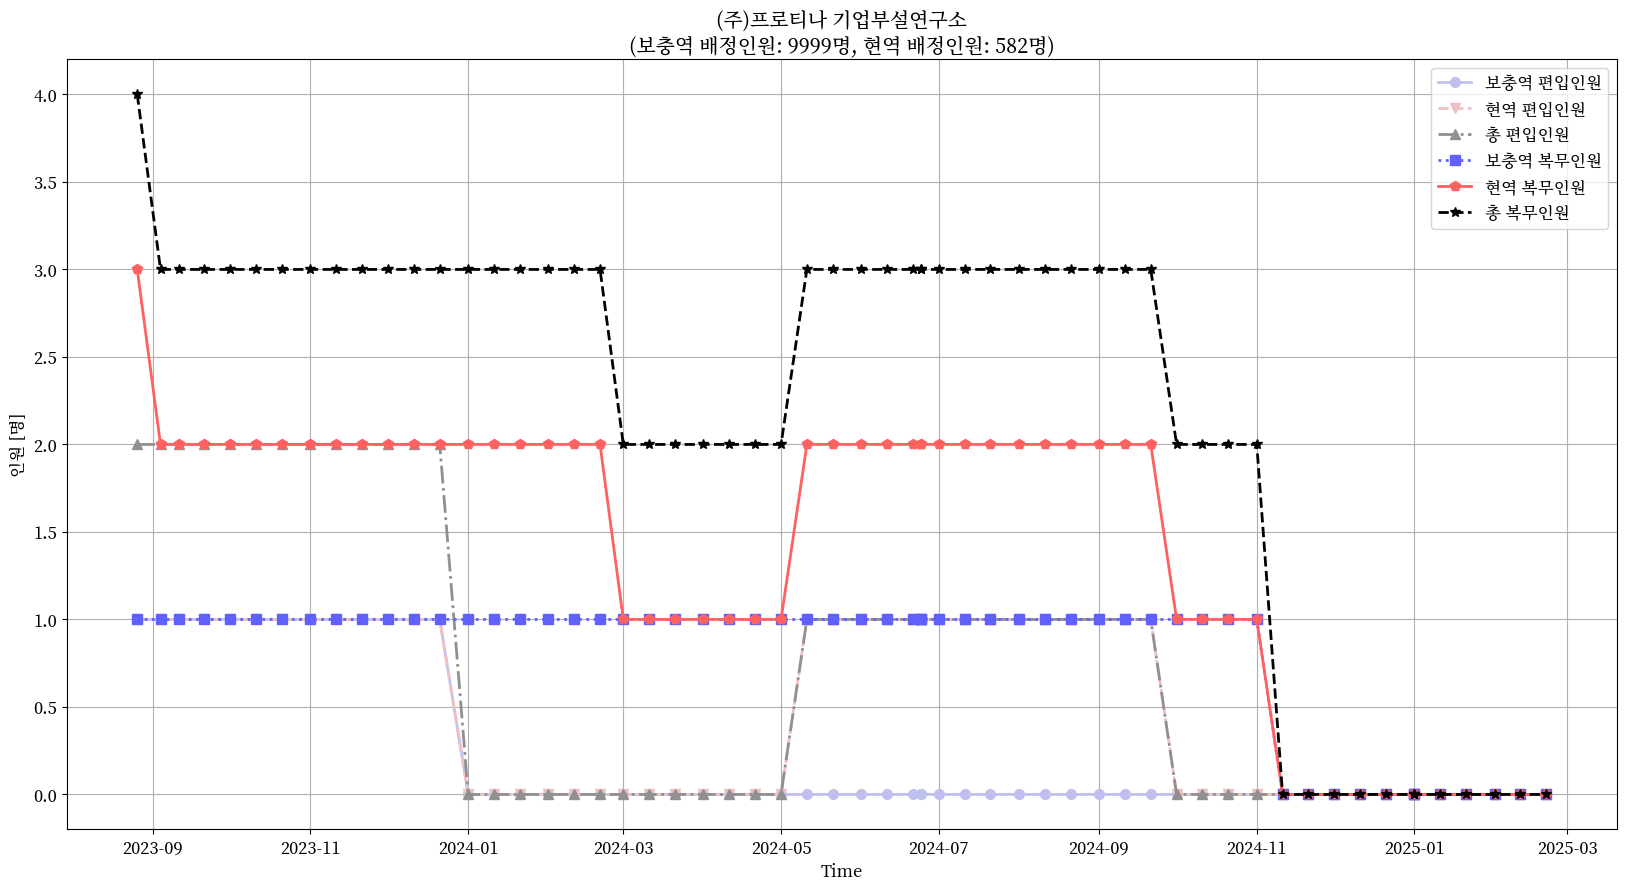 (주)프로티나 기업부설연구소
(보충역 배정인원: 9999명, 현역 배정인원: 582명)
보충역 편입인원
현역 편입인원
총 편입인원
보충역 복무인원
현역 복무인원
총 복무인원
4.0
3.5
3.0
2.5
2.0
1.5
1.0
0.5
0.0
인원 [명]
2023-09
2023-11
2024-01
2024-03
2024-05
2024-07
2024-09
2024-11
2025-01
2025-03
Time